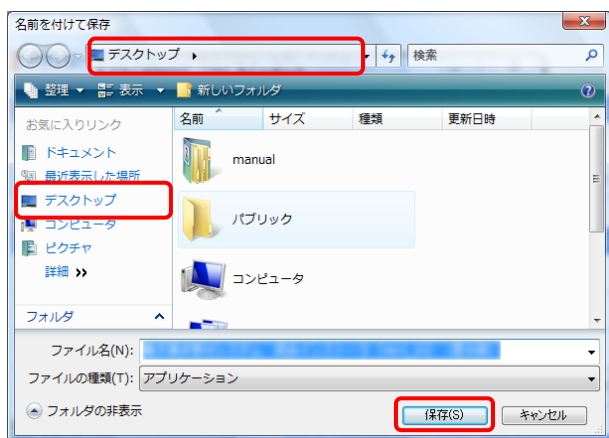 名前を付けて保存
デスクトップ
検索
整理 表示 新しいフォルダ
お気に入りリンク
ドキュメント
最近表示した場所
デスクトップ
コンピュータ
ピクチャ
詳細 >>
フォルダ
名前 サイズ 種類 更新日時
manual
パブリック
コンピュータ
ファイル名(N):
ファイルの種類(T): アプリケーション
フォルダの非表示
保存(S) キャンセル